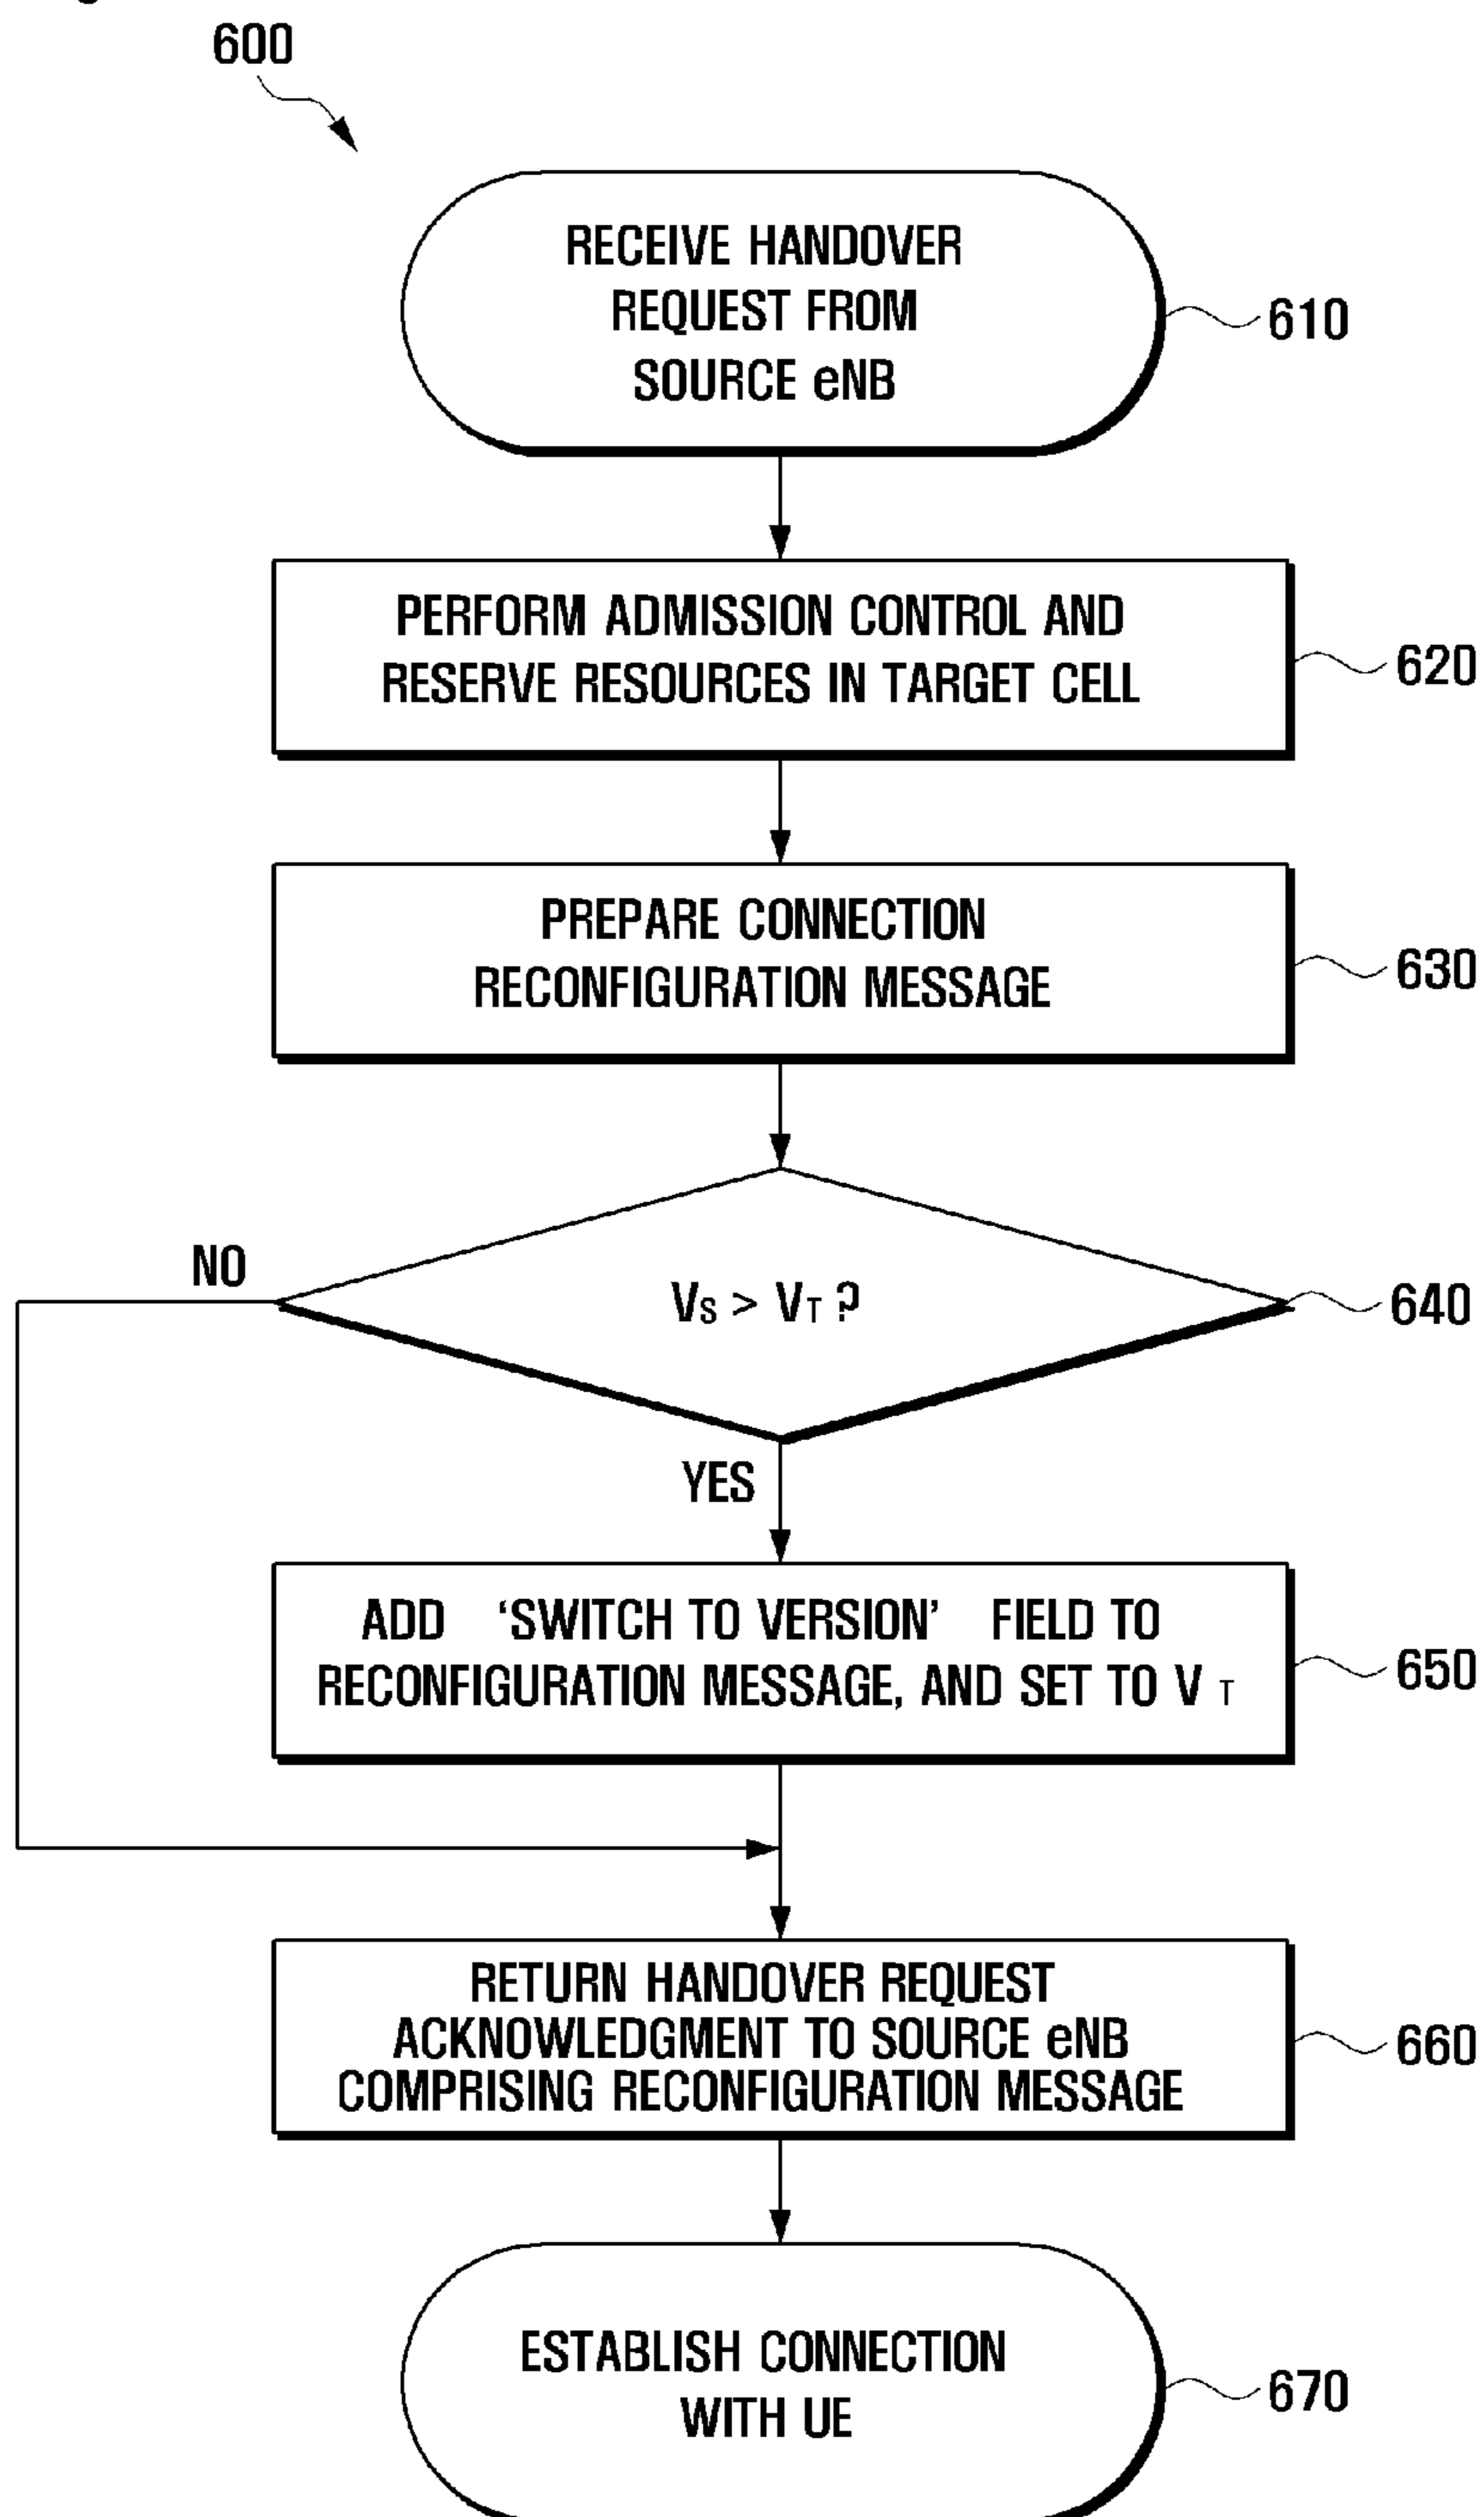 600
RECEIVE HANDOVER
REQUEST FROM
SOURCE eNB
610
PERFORM ADMISSION CONTROL AND
RESERVE RESOURCES IN TARGET CELL
620
PREPARE CONNECTION
RECONFIGURATION MESSAGE
630
NO
VS > VT ?
640
YES
ADD ‘SWITCH TO VERSION’ FIELD TO
RECONFIGURATION MESSAGE, AND SET TO V T
650
RETURN HANDOVER REQUEST
ACKNOWLEDGMENT TO SOURCE eNB
COMPRISING RECONFIGURATION MESSAGE
660
ESTABLISH CONNECTION
WITH UE
670